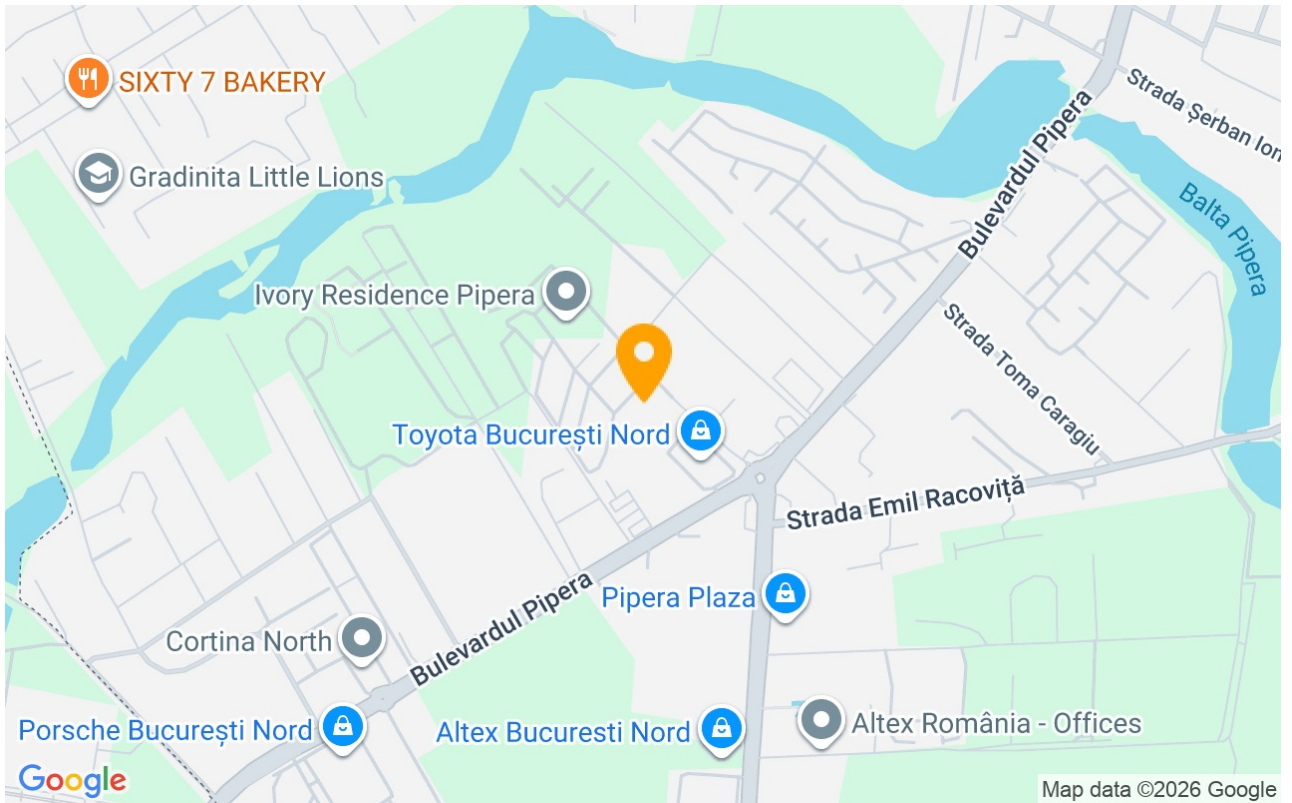 SIXTY 7 BAKERY
Gradinita Little Lions
Bulevardul Pipera
Strada Șerban Ion
Balta Pipera
Ivory Residence Pipera
Strada Toma Caragiu
Toyota București Nord
Strada Emil Racoviță
Pipera Plaza
Bulevardul Pipera
Cortina North
Porsche București Nord
Altex Bucuresti Nord
Altex România - Offices
Google
Map data ©2026 Google